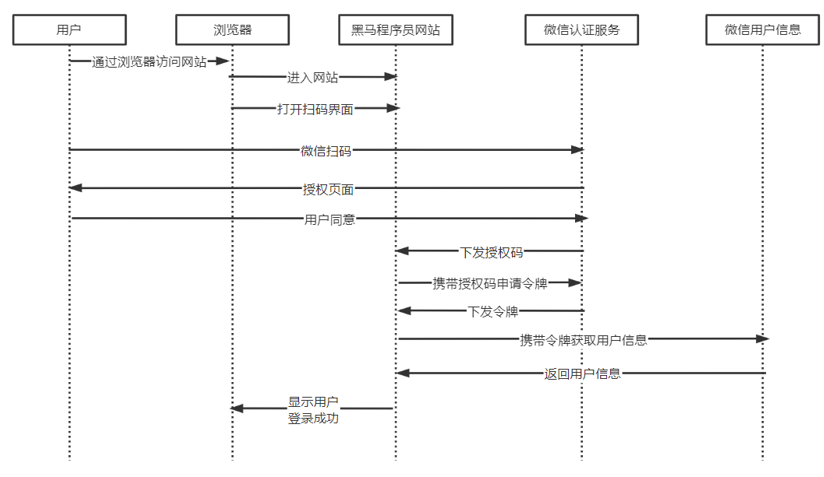 用户
浏览器
黑马程序员网站
微信认证服务
微信用户信息
通过浏览器访问网站
进入网站
打开扫码界面
微信扫码
授权页面
用户同意
下发授权码
携带授权码申请令牌
下发令牌
携带令牌获取用户信息
返回用户信息
显示用户
登录成功